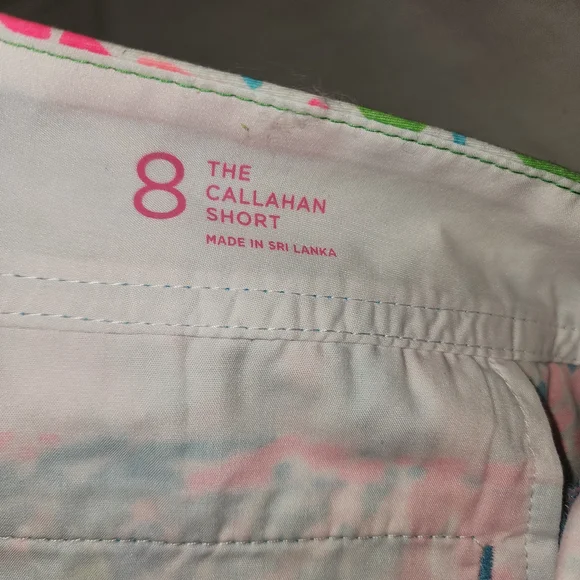 8
THE
CALLAHAN
SHORT
MADE IN SRI LANKA